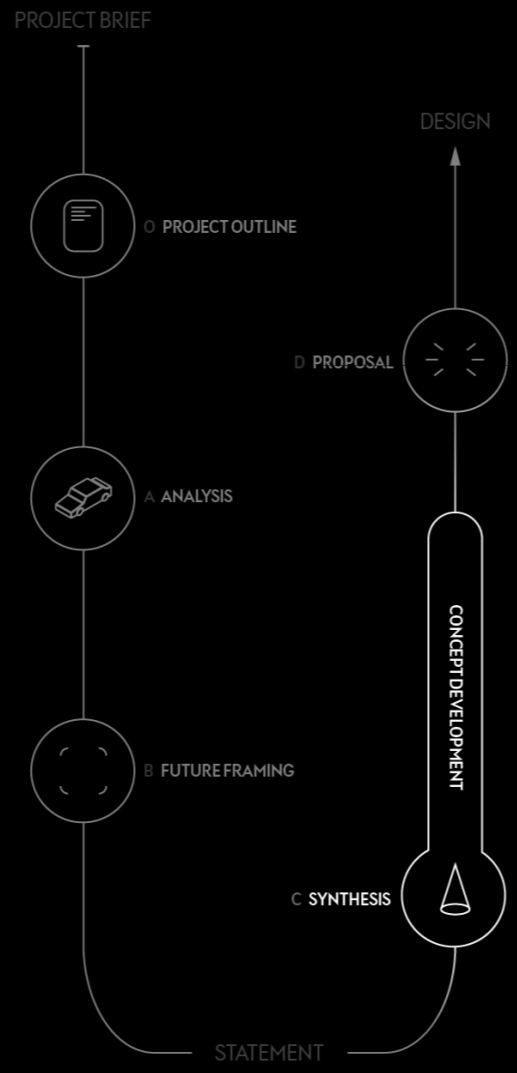 PROJECT BRIEF
DESIGN
O PROJECT OUTLINE
D PROPOSAL
A ANALYSIS
CONCEPT DEVELOPMENT
B FUTURE FRAMING
C SYNTHESIS
STATEMENT